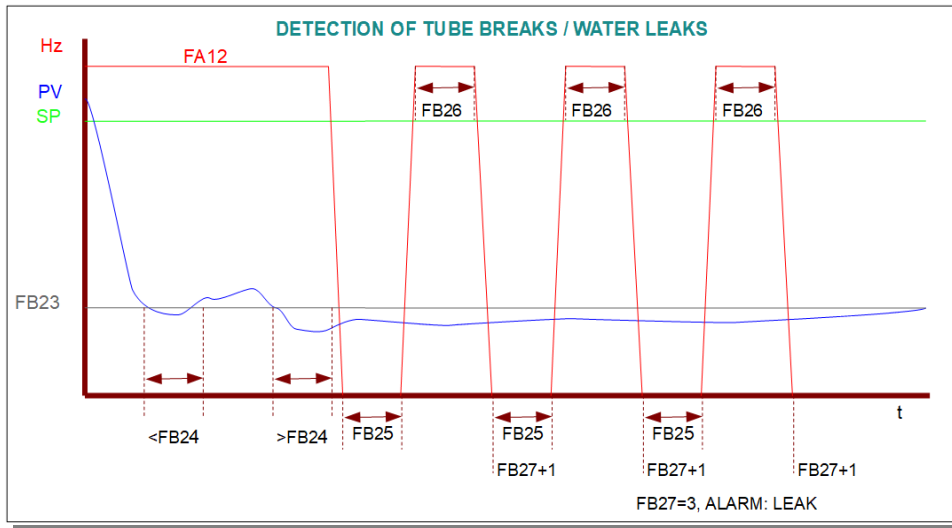 DETECTION OF TUBE BREAKS / WATER LEAKS
Hz
FA12
PV
SP
FB26
FB26
FB26
FB23
t
<FB24
>FB24
FB25
FB25
FB25
FB27+1
FB27+1
FB27+1
FB27=3, ALARM: LEAK